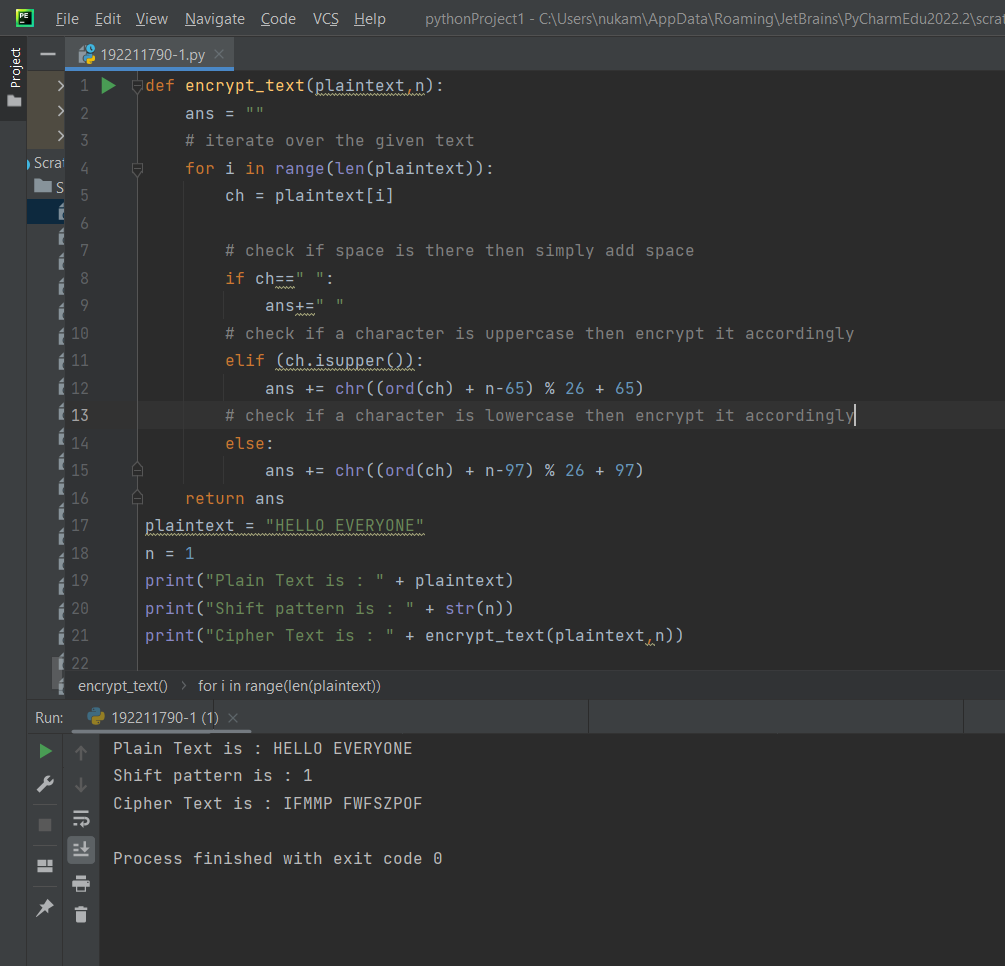 PE
File Edit View Navigate Code VCS Help pythonProject1 - C:\Users\nukam\AppData\Roaming\JetBrains\PyCharmEdu2022.2\scrat
Project
192211790-1.py
Scrat
S
1 def encrypt_text(plaintext,n):
2 ans = ""
3 # iterate over the given text
4 for i in range(len(plaintext)):
5 ch = plaintext[i]
6
7 # check if space is there then simply add space
8 if ch==" ":
9 ans+=" "
10 # check if a character is uppercase then encrypt it accordingly
11 elif (ch.isupper()):
12 ans += chr((ord(ch) + n-65) % 26 + 65)
13 # check if a character is lowercase then encrypt it accordingly
14 else:
15 ans += chr((ord(ch) + n-97) % 26 + 97)
16 return ans
17 plaintext = "HELLO EVERYONE"
18 n = 1
19 print("Plain Text is : " + plaintext)
20 print("Shift pattern is : " + str(n))
21 print("Cipher Text is : " + encrypt_text(plaintext,n))
22
encrypt_text() › for i in range(len(plaintext))
Run: 192211790-1 (1)
Plain Text is : HELLO EVERYONE
Shift pattern is : 1
Cipher Text is : IFMMP FWFSZPOF
Process finished with exit code 0